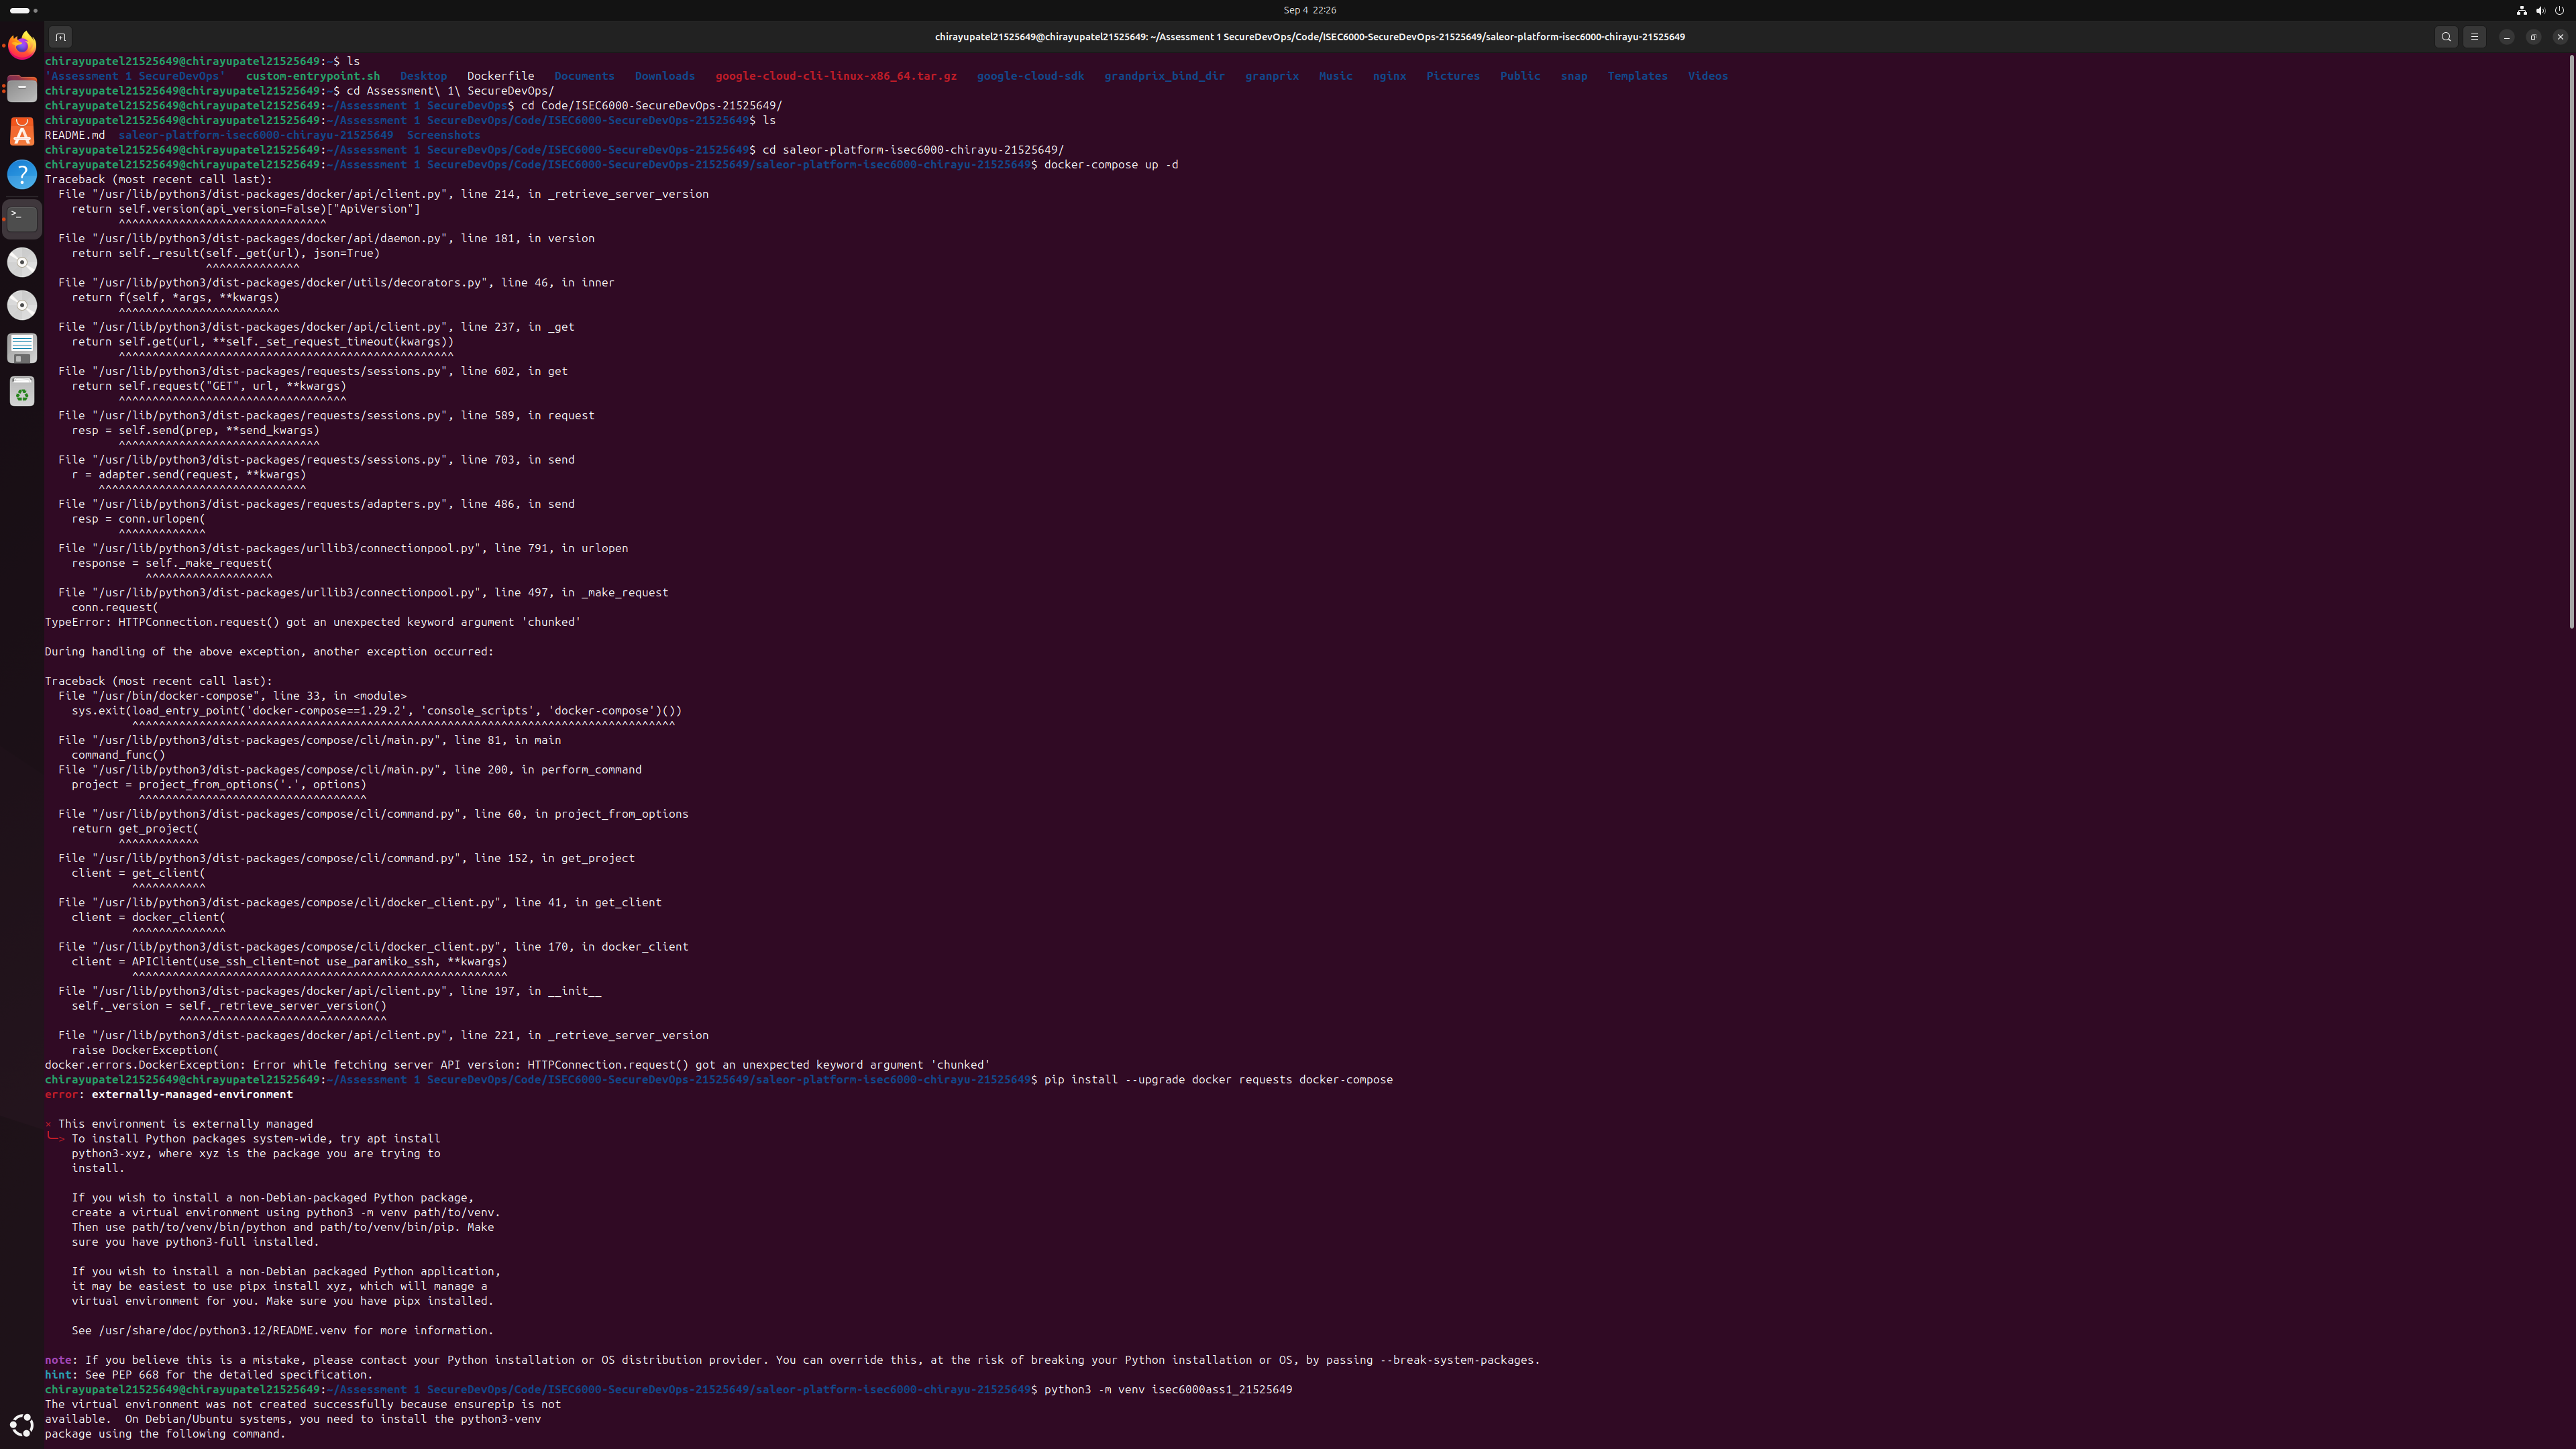 Sep 4 22:26
chirayupatel21525649@chirayupatel21525649: ~/Assessment 1 SecureDevOps/Code/ISEC6000-SecureDevOps-21525649/saleor-platform-isec6000-chirayu-21525649
chirayupatel21525649@chirayupatel21525649:~$ ls
'Assessment 1 SecureDevOps'   custom-entrypoint.sh   Desktop   Dockerfile   Documents   Downloads   google-cloud-cli-linux-x86_64.tar.gz   google-cloud-sdk   grandprix_bind_dir   granprix   Music   nginx   Pictures   Public   snap   Templates   Videos
chirayupatel21525649@chirayupatel21525649:~$ cd Assessment\ 1\ SecureDevOps/
chirayupatel21525649@chirayupatel21525649:~/Assessment 1 SecureDevOps$ cd Code/ISEC6000-SecureDevOps-21525649/
chirayupatel21525649@chirayupatel21525649:~/Assessment 1 SecureDevOps/Code/ISEC6000-SecureDevOps-21525649$ ls
README.md  saleor-platform-isec6000-chirayu-21525649  Screenshots
chirayupatel21525649@chirayupatel21525649:~/Assessment 1 SecureDevOps/Code/ISEC6000-SecureDevOps-21525649$ cd saleor-platform-isec6000-chirayu-21525649/
chirayupatel21525649@chirayupatel21525649:~/Assessment 1 SecureDevOps/Code/ISEC6000-SecureDevOps-21525649/saleor-platform-isec6000-chirayu-21525649$ docker-compose up -d
Traceback (most recent call last):
  File "/usr/lib/python3/dist-packages/docker/api/client.py", line 214, in _retrieve_server_version
    return self.version(api_version=False)["ApiVersion"]
           ^^^^^^^^^^^^^^^^^^^^^^^^^^^^^^^
  File "/usr/lib/python3/dist-packages/docker/api/daemon.py", line 181, in version
    return self._result(self._get(url), json=True)
                        ^^^^^^^^^^^^^^
  File "/usr/lib/python3/dist-packages/docker/utils/decorators.py", line 46, in inner
    return f(self, *args, **kwargs)
           ^^^^^^^^^^^^^^^^^^^^^^^^
  File "/usr/lib/python3/dist-packages/docker/api/client.py", line 237, in _get
    return self.get(url, **self._set_request_timeout(kwargs))
           ^^^^^^^^^^^^^^^^^^^^^^^^^^^^^^^^^^^^^^^^^^^^^^^^^^
  File "/usr/lib/python3/dist-packages/requests/sessions.py", line 602, in get
    return self.request("GET", url, **kwargs)
           ^^^^^^^^^^^^^^^^^^^^^^^^^^^^^^^^^^
  File "/usr/lib/python3/dist-packages/requests/sessions.py", line 589, in request
    resp = self.send(prep, **send_kwargs)
           ^^^^^^^^^^^^^^^^^^^^^^^^^^^^^^
  File "/usr/lib/python3/dist-packages/requests/sessions.py", line 703, in send
    r = adapter.send(request, **kwargs)
        ^^^^^^^^^^^^^^^^^^^^^^^^^^^^^^^
  File "/usr/lib/python3/dist-packages/requests/adapters.py", line 486, in send
    resp = conn.urlopen(
           ^^^^^^^^^^^^^
  File "/usr/lib/python3/dist-packages/urllib3/connectionpool.py", line 791, in urlopen
    response = self._make_request(
               ^^^^^^^^^^^^^^^^^^^
  File "/usr/lib/python3/dist-packages/urllib3/connectionpool.py", line 497, in _make_request
    conn.request(
TypeError: HTTPConnection.request() got an unexpected keyword argument 'chunked'
During handling of the above exception, another exception occurred:
Traceback (most recent call last):
  File "/usr/bin/docker-compose", line 33, in <module>
    sys.exit(load_entry_point('docker-compose==1.29.2', 'console_scripts', 'docker-compose')())
             ^^^^^^^^^^^^^^^^^^^^^^^^^^^^^^^^^^^^^^^^^^^^^^^^^^^^^^^^^^^^^^^^^^^^^^^^^^^^^^^^^
  File "/usr/lib/python3/dist-packages/compose/cli/main.py", line 81, in main
    command_func()
  File "/usr/lib/python3/dist-packages/compose/cli/main.py", line 200, in perform_command
    project = project_from_options('.', options)
              ^^^^^^^^^^^^^^^^^^^^^^^^^^^^^^^^^^
  File "/usr/lib/python3/dist-packages/compose/cli/command.py", line 60, in project_from_options
    return get_project(
           ^^^^^^^^^^^^
  File "/usr/lib/python3/dist-packages/compose/cli/command.py", line 152, in get_project
    client = get_client(
             ^^^^^^^^^^^
  File "/usr/lib/python3/dist-packages/compose/cli/docker_client.py", line 41, in get_client
    client = docker_client(
             ^^^^^^^^^^^^^^
  File "/usr/lib/python3/dist-packages/compose/cli/docker_client.py", line 170, in docker_client
    client = APIClient(use_ssh_client=not use_paramiko_ssh, **kwargs)
             ^^^^^^^^^^^^^^^^^^^^^^^^^^^^^^^^^^^^^^^^^^^^^^^^^^^^^^^^
  File "/usr/lib/python3/dist-packages/docker/api/client.py", line 197, in __init__
    self._version = self._retrieve_server_version()
                    ^^^^^^^^^^^^^^^^^^^^^^^^^^^^^^^
  File "/usr/lib/python3/dist-packages/docker/api/client.py", line 221, in _retrieve_server_version
    raise DockerException(
docker.errors.DockerException: Error while fetching server API version: HTTPConnection.request() got an unexpected keyword argument 'chunked'
chirayupatel21525649@chirayupatel21525649:~/Assessment 1 SecureDevOps/Code/ISEC6000-SecureDevOps-21525649/saleor-platform-isec6000-chirayu-21525649$ pip install --upgrade docker requests docker-compose
error: externally-managed-environment
× This environment is externally managed
╰─> To install Python packages system-wide, try apt install
    python3-xyz, where xyz is the package you are trying to
    install.
    If you wish to install a non-Debian-packaged Python package,
    create a virtual environment using python3 -m venv path/to/venv.
    Then use path/to/venv/bin/python and path/to/venv/bin/pip. Make
    sure you have python3-full installed.
    If you wish to install a non-Debian packaged Python application,
    it may be easiest to use pipx install xyz, which will manage a
    virtual environment for you. Make sure you have pipx installed.
    See /usr/share/doc/python3.12/README.venv for more information.
note: If you believe this is a mistake, please contact your Python installation or OS distribution provider. You can override this, at the risk of breaking your Python installation or OS, by passing --break-system-packages.
hint: See PEP 668 for the detailed specification.
chirayupatel21525649@chirayupatel21525649:~/Assessment 1 SecureDevOps/Code/ISEC6000-SecureDevOps-21525649/saleor-platform-isec6000-chirayu-21525649$ python3 -m venv isec6000ass1_21525649
The virtual environment was not created successfully because ensurepip is not
available.  On Debian/Ubuntu systems, you need to install the python3-venv
package using the following command.